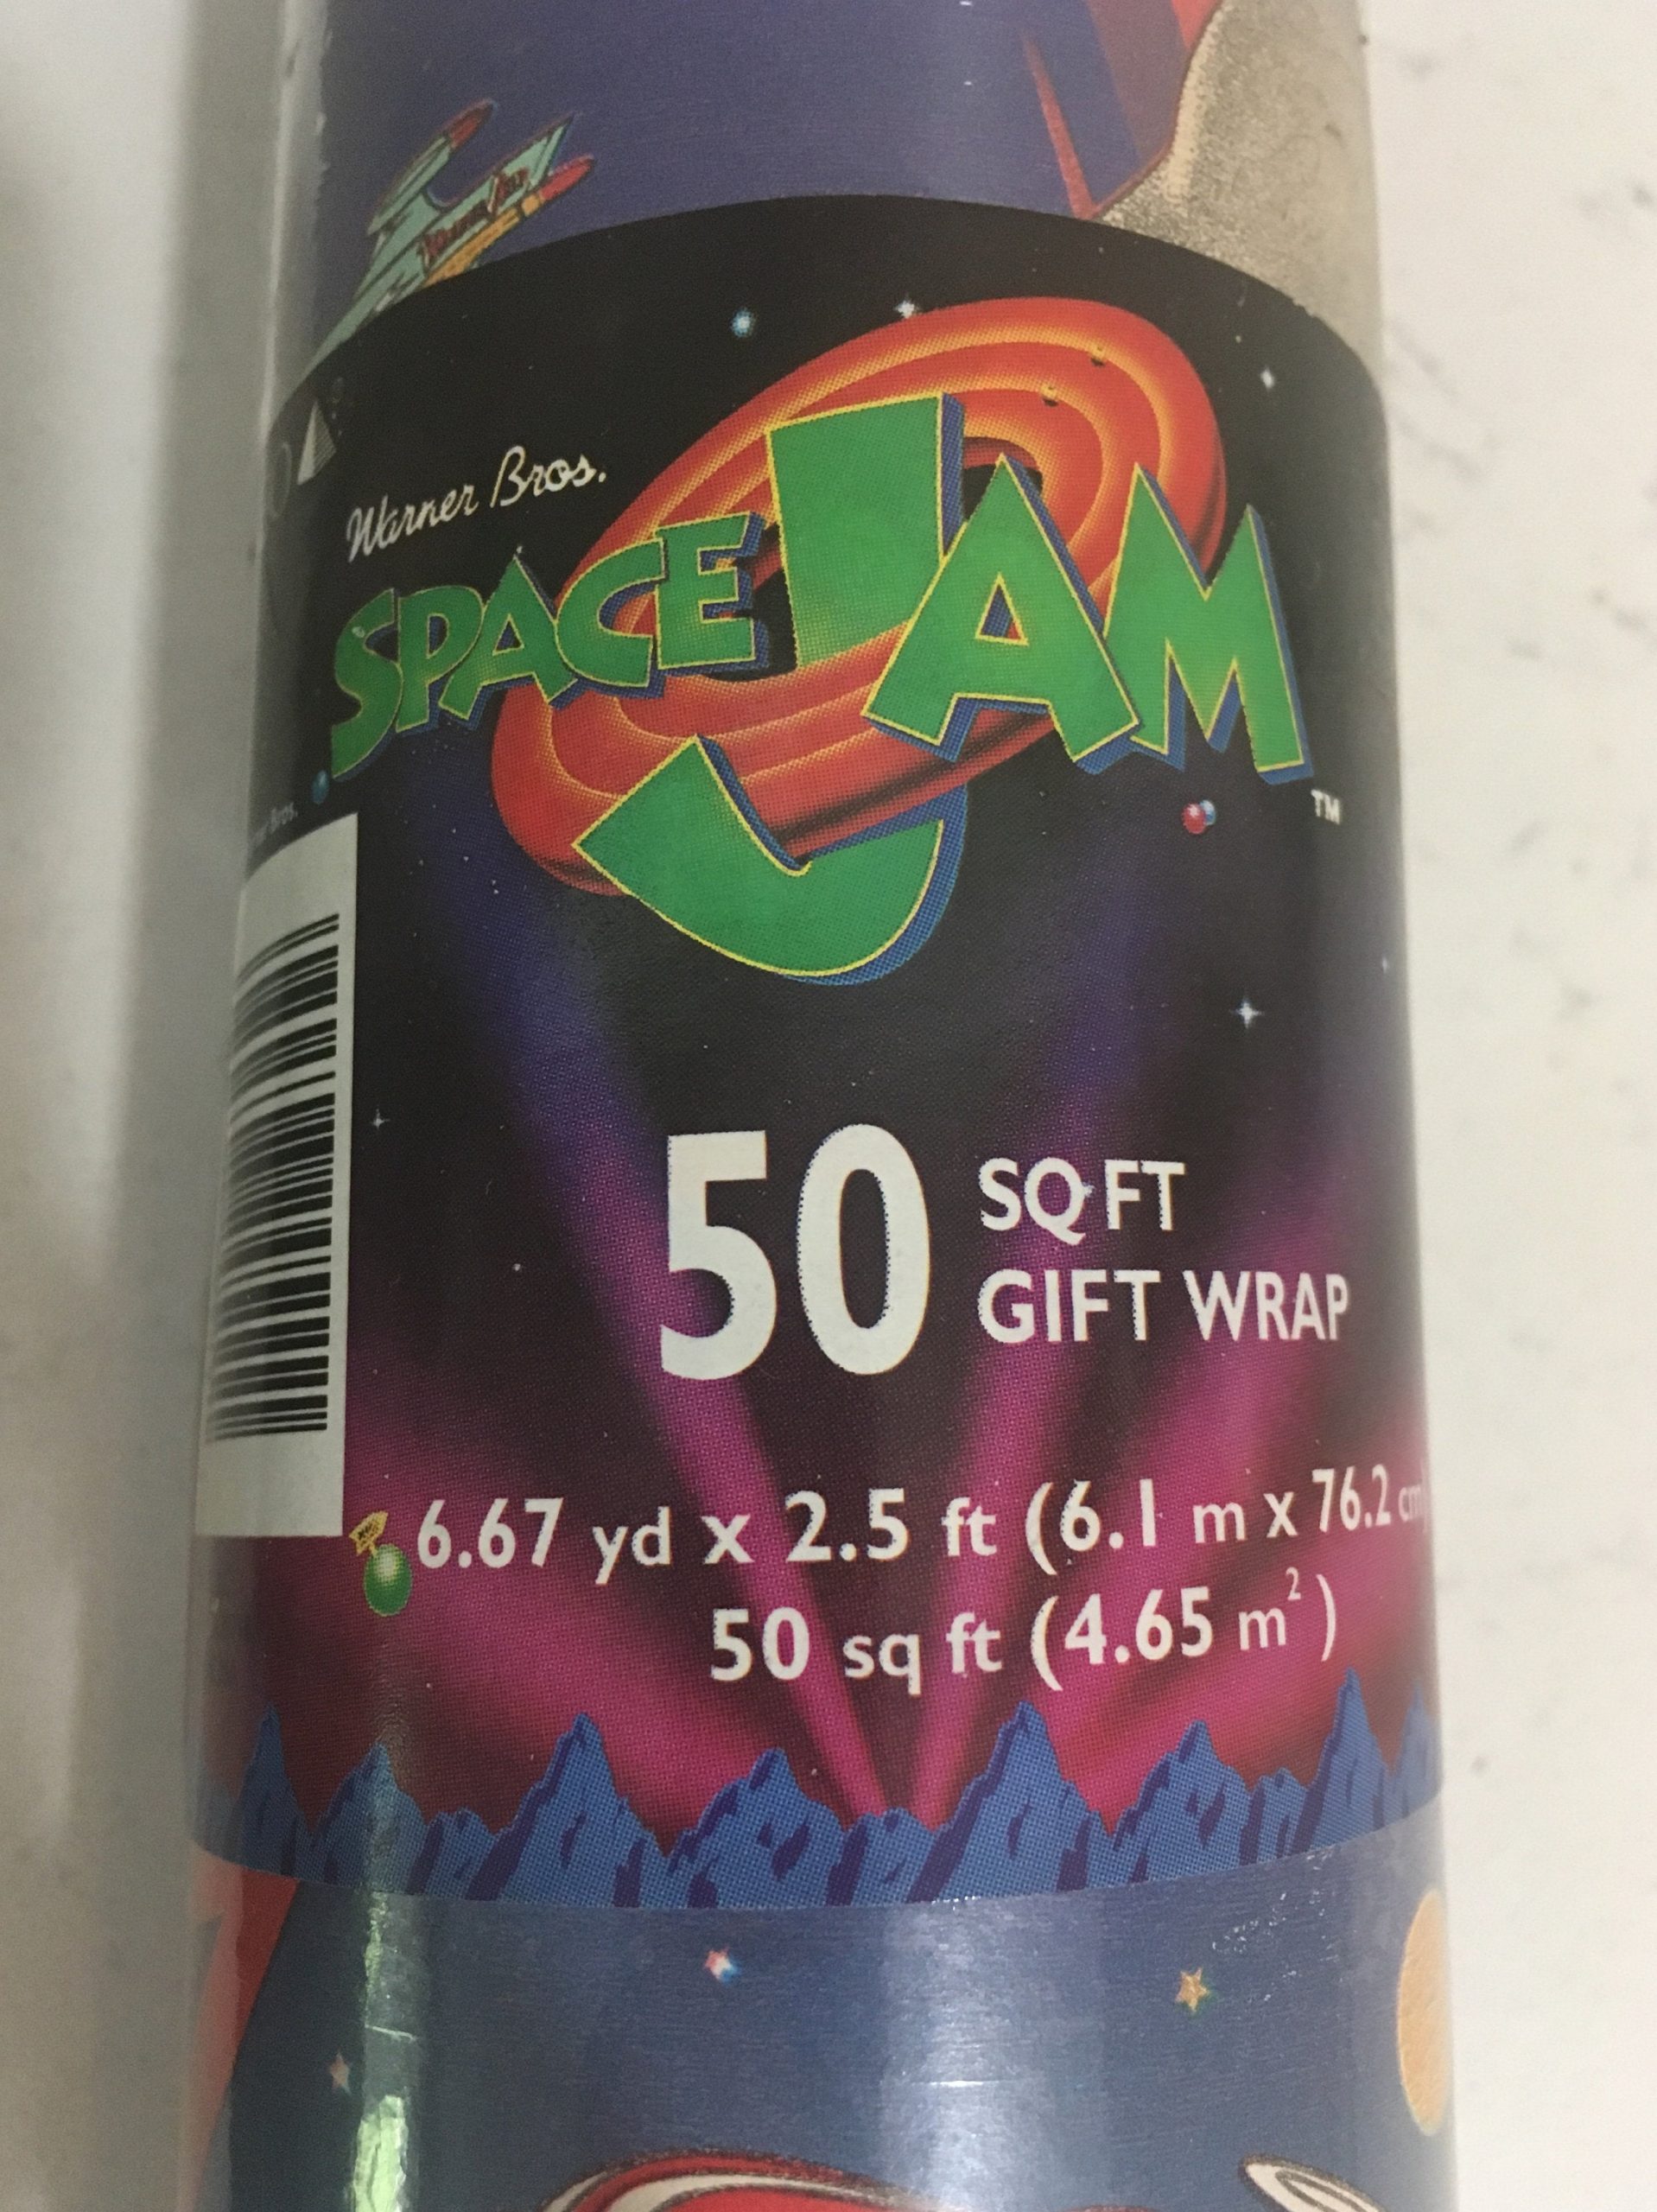 Warner Bros.
SPACE JAM
TM
50 SQ FT
GIFT WRAP
6.67 yd x 2.5 ft (6.1 m x 76.2 cm)
50 sq ft (4.65 m²)